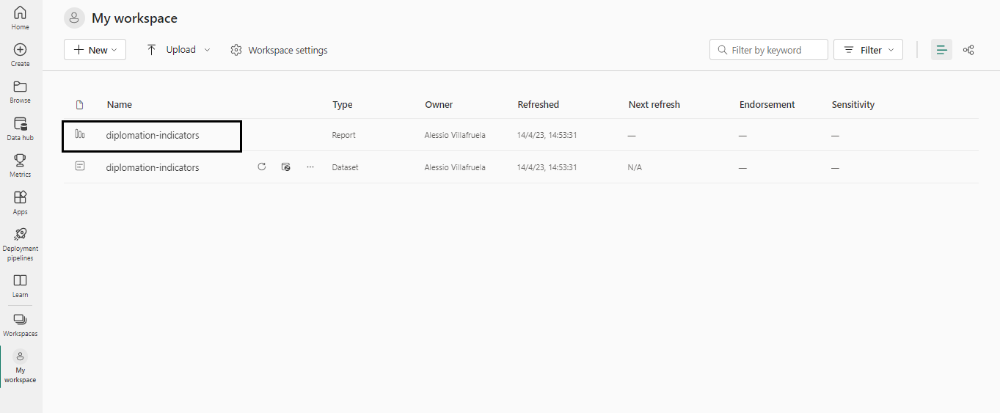 Home
Create
Browse
Data hub
Metrics
Apps
Deployment
pipelines
Learn
Workspaces
My
workspace
My workspace
New Upload Workspace settings Filter by keyword Filter
Name Type Owner Refreshed Next refresh Endorsement Sensitivity
diplomation-indicators Report Alessio Villafruela 14/4/23, 14:53:31 — — —
diplomation-indicators ... Dataset Alessio Villafruela 14/4/23, 14:53:31 N/A — —